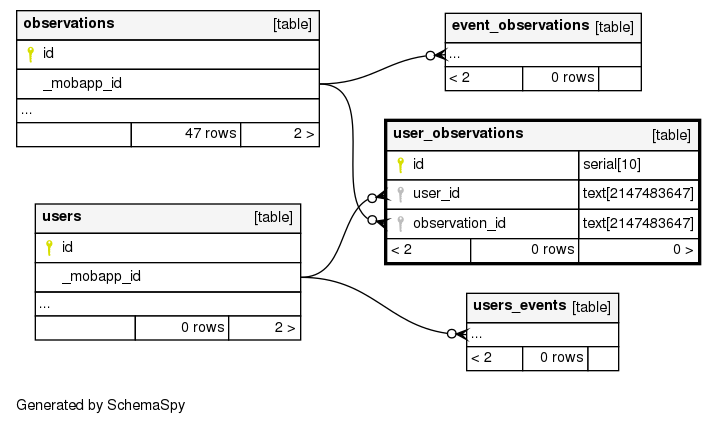 observations [table]
id
_mobapp_id
...
47 rows 2 >
event_observations [table]
...
< 2 0 rows
user_observations [table]
id serial[10]
user_id text[2147483647]
observation_id text[2147483647]
< 2 0 rows 0 >
users [table]
id
_mobapp_id
...
0 rows 2 >
users_events [table]
...
< 2 0 rows
Generated by SchemaSpy